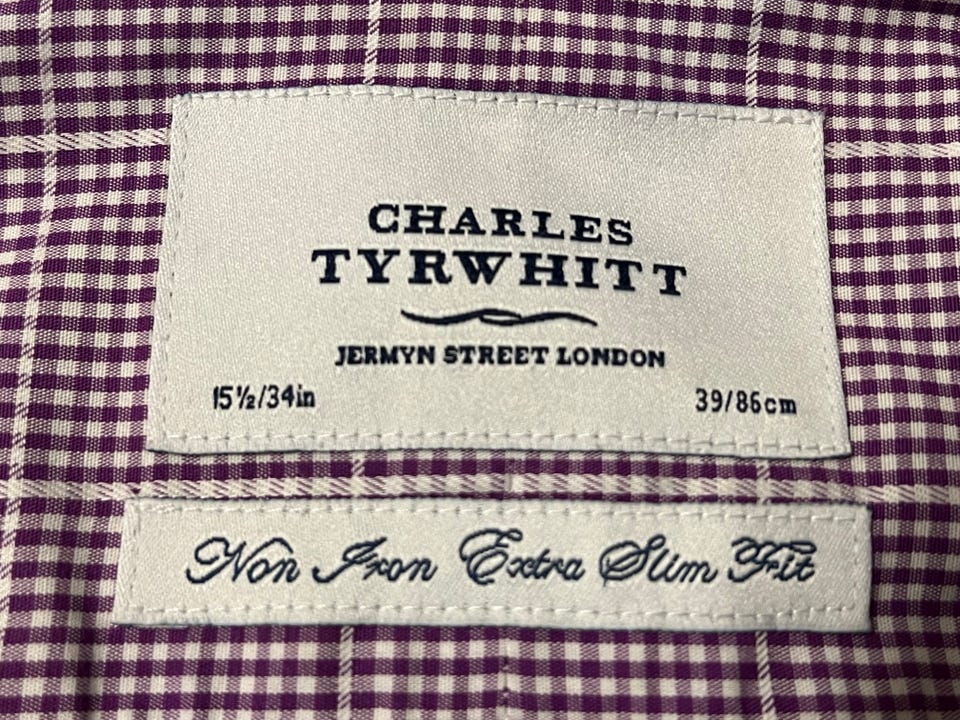 CHARLES
TYRWHITT
JERMYN STREET LONDON
15½/34in 39/86cm
Non Iron Extra Slim Fit